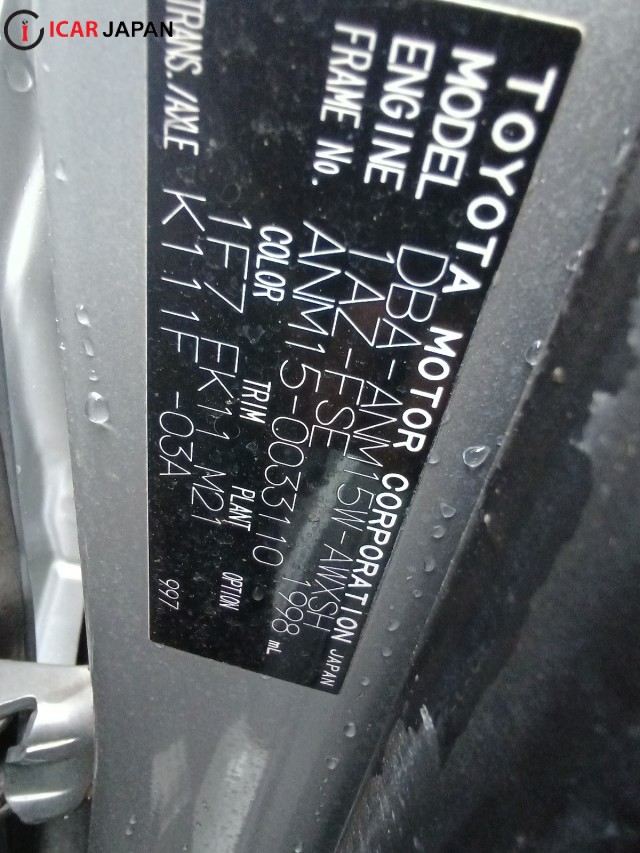 ICAR JAPAN
TOYOTA MOTOR CORPORATION JAPAN
MODEL DBA-ANM15W-AWXSH
ENGINE 1AZ-FSE 1998 mL
FRAME No. ANM15-0033110
COLOR TRIM PLANT OPTION
1F7 EK11 M21
TRANS./AXLE K111F -03A 997